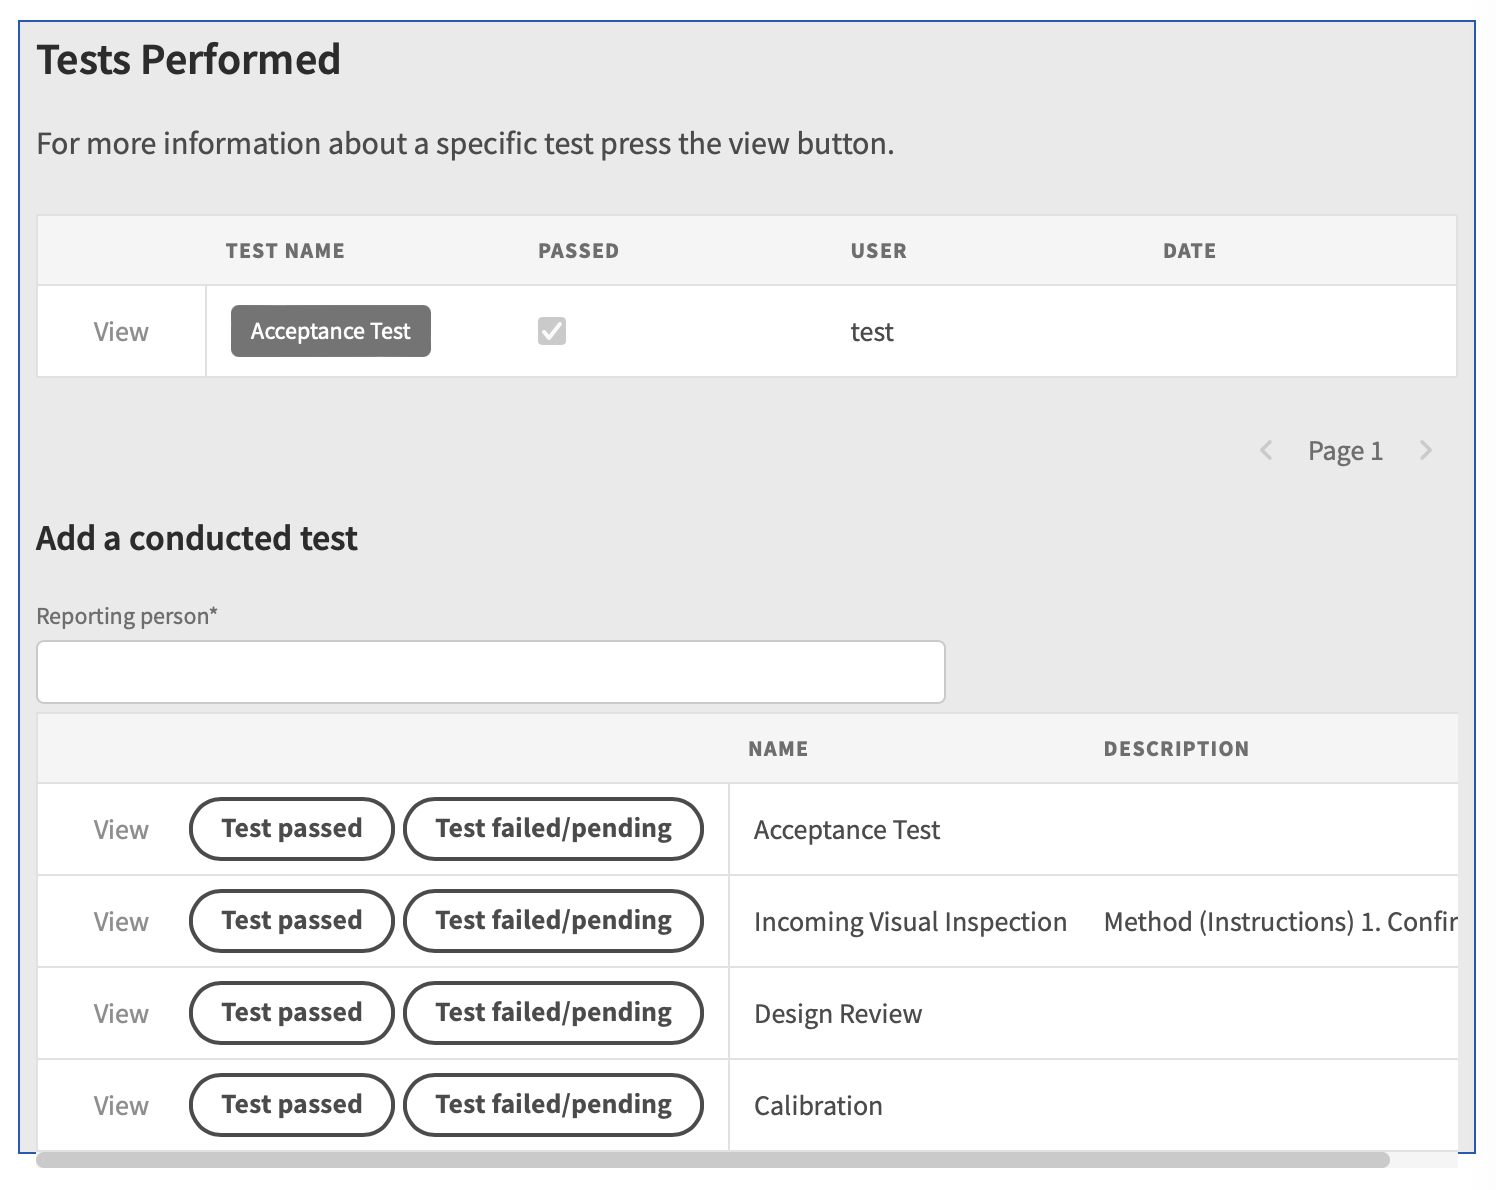 Tests Performed
For more information about a specific test press the view button.
TEST NAME PASSED USER DATE
View Acceptance Test test
Page 1
Add a conducted test
Reporting person*
NAME DESCRIPTION
View Test passed Test failed/pending Acceptance Test
View Test passed Test failed/pending Incoming Visual Inspection Method (Instructions) 1. Confir
View Test passed Test failed/pending Design Review
View Test passed Test failed/pending Calibration